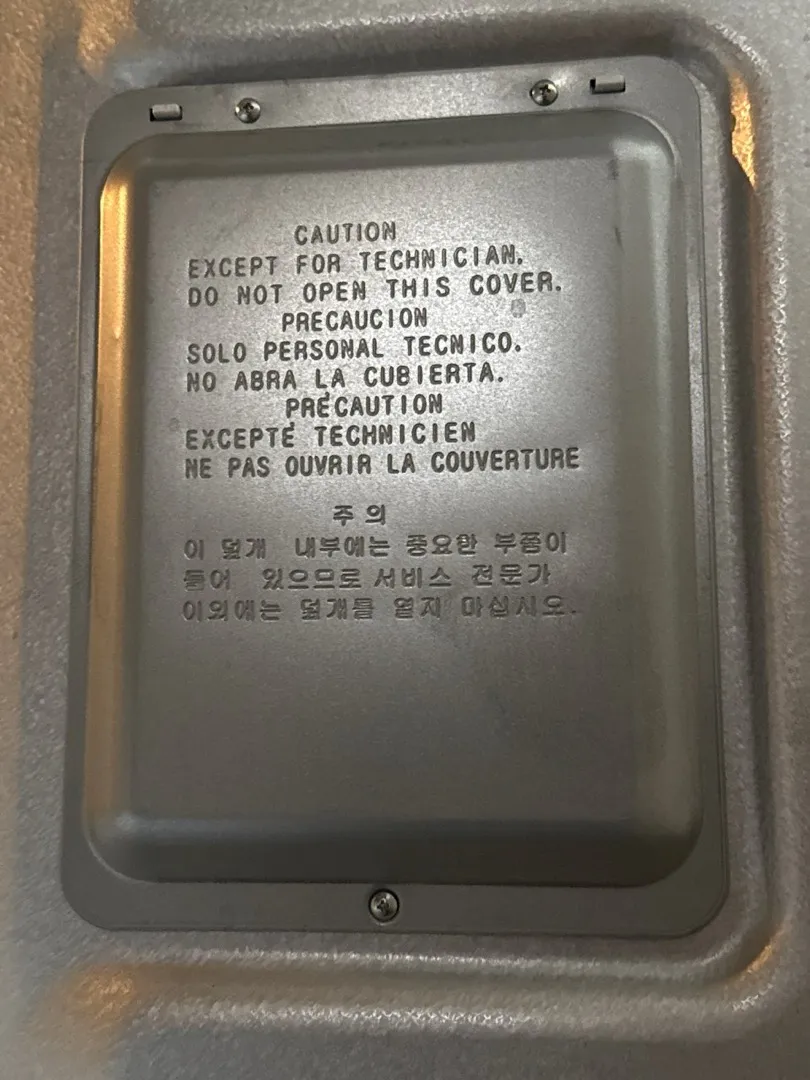 CAUTION
EXCEPT FOR TECHNICIAN.
DO NOT OPEN THIS COVER.
PRECAUCION
SOLO PERSONAL TECNICO.
NO ABRA LA CUBIERTA.
PRÉCAUTION
EXCEPTÉ TECHNICIEN
NE PAS OUVRIR LA COUVERTURE
주 의
이 덮개 내부에는 중요한 부품이
들어 있으므로 서비스 전문가
이외에는 덮개를 열지 마십시오.